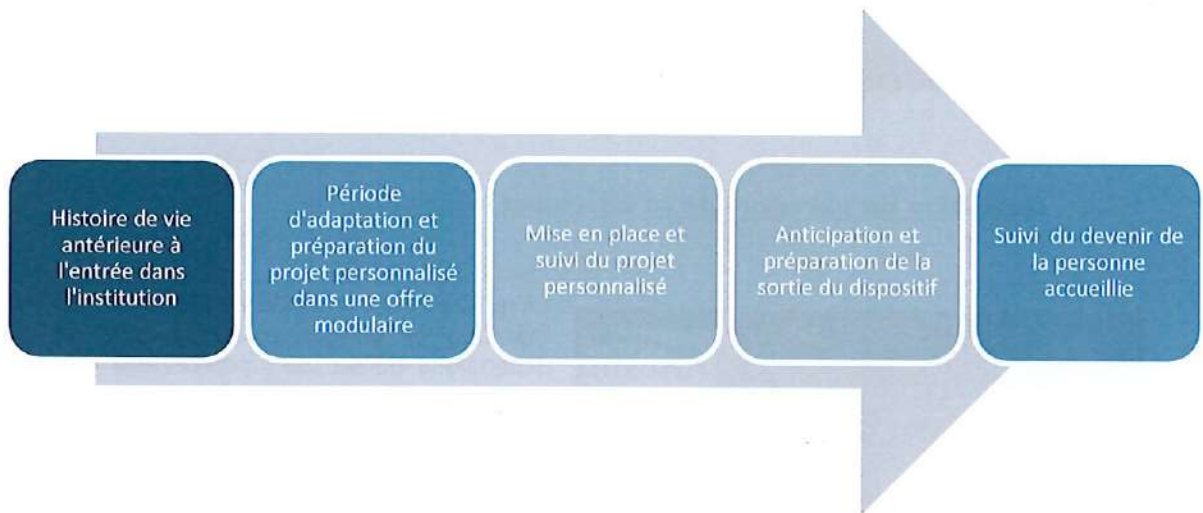 Histoire de vie
antérieure à
l'entrée dans
l'institution
Période
d'adaptation et
préparation du
projet personnalisé
dans une offre
modulaire
Mise en place et
suivi du projet
personnalisé
Anticipation et
préparation de la
sortie du dispositif
Suivi du devenir de
la personne
accueillie